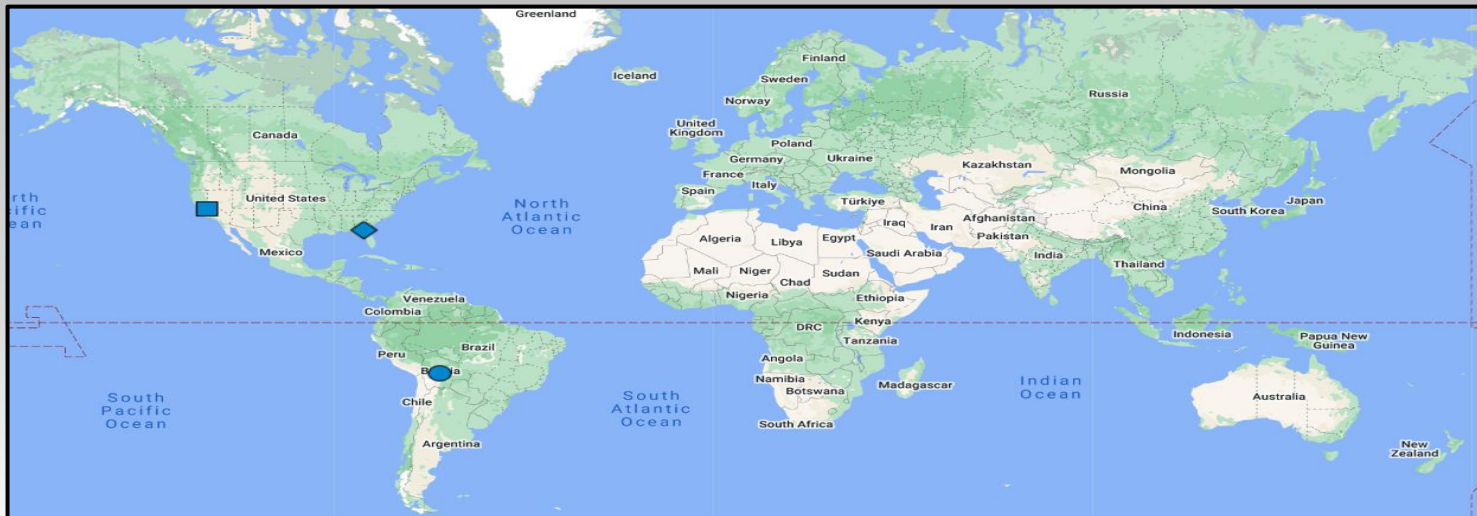 Greenland
Iceland
Finland
Sweden
Norway
Russia
United
Kingdom
Canada
Poland
Germany
Ukraine
France
Kazakhstan
Mongolia
Italy
Spain
United States
Türkiye
Japan
China
South Korea
North
Atlantic
Ocean
rth
cific
ean
Afghanistan
Iraq
Iran
Pakistan
Algeria
Libya
Egypt
Saudi Arabia
India
Mexico
Thailand
Mali
Niger
Chad
Sudan
Nigeria
Ethiopia
Venezuela
Colombia
DRC
Kenya
Tanzania
Indonesia
Papua New
Guinea
Brazil
Peru
Angola
Namibia
Botswana
Madagascar
Indian
Ocean
South
Pacific
Ocean
Chile
South
Atlantic
Ocean
Australia
South Africa
Argentina
New
Zealand